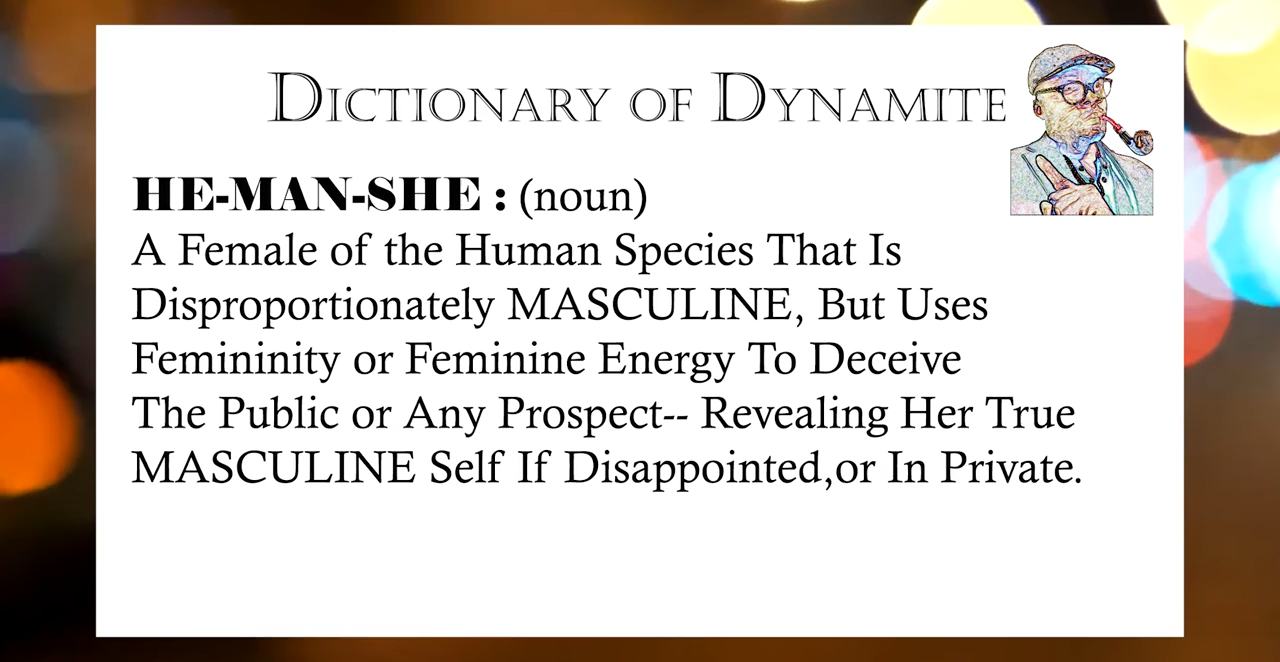 DICTIONARY OF DYNAMITE
HE-MAN-SHE : (noun)
A Female of the Human Species That Is
Disproportionately MASCULINE, But Uses
Femininity or Feminine Energy To Deceive
The Public or Any Prospect-- Revealing Her True
MASCULINE Self If Disappointed,or In Private.